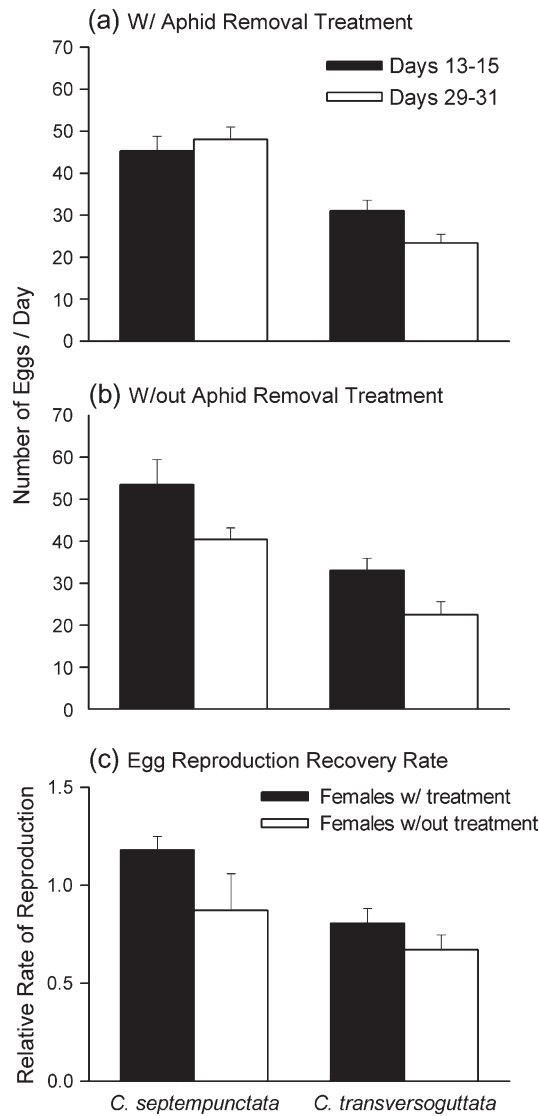 (a) W/ Aphid Removal Treatment
70
60
50
40
30
20
10
0
Days 13-15
Days 29-31
Number of Eggs / Day
(b) W/out Aphid Removal Treatment
70
60
50
40
30
20
10
0
(c) Egg Reproduction Recovery Rate
1.5
1.0
0.5
0.0
Females w/ treatment
Females w/out treatment
Relative Rate of Reproduction
C. septempunctata C. transversoguttata